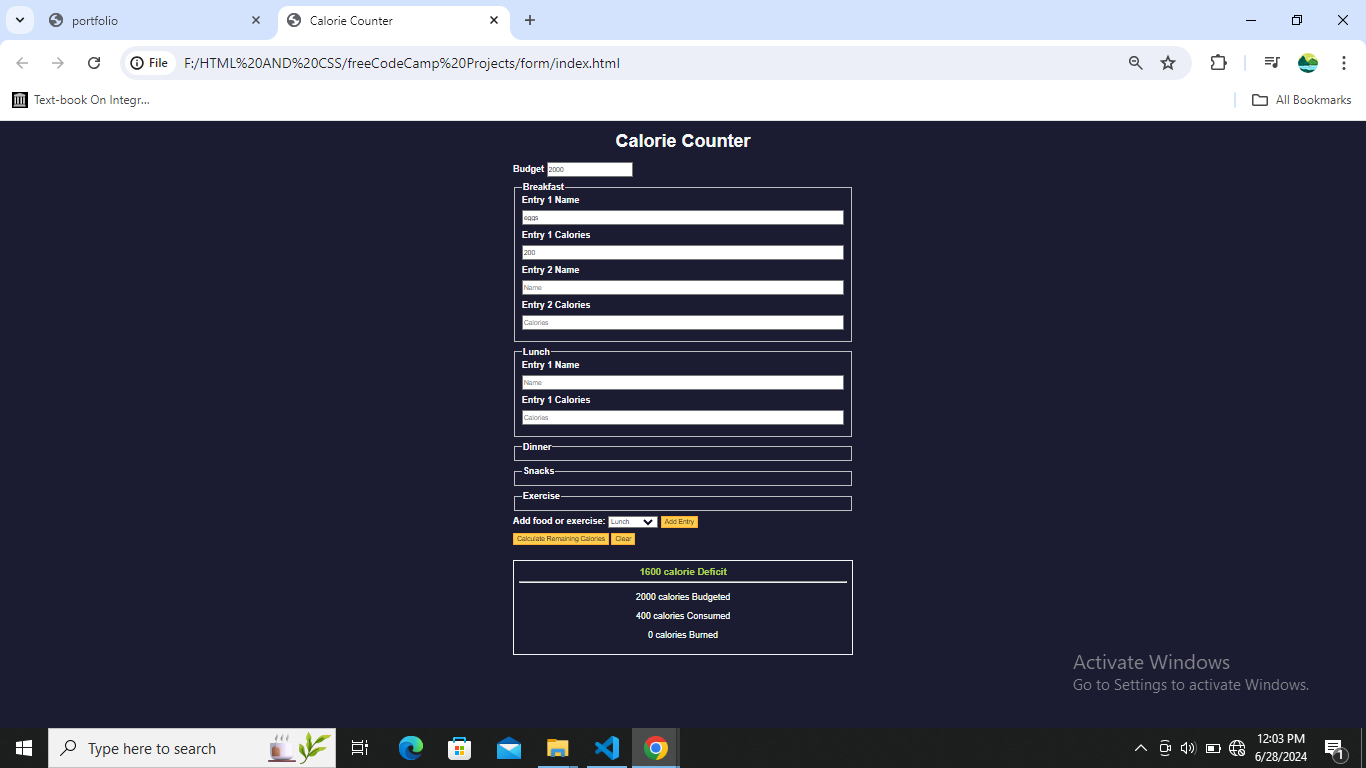 portfolio
Calorie Counter
File
F:/HTML%20AND%20CSS/freeCodeCamp%20Projects/form/index.html
Text-book On Integr...
All Bookmarks
Calorie Counter
Budget 2000
Breakfast
Entry 1 Name
eggs
Entry 1 Calories
200
Entry 2 Name
Name
Entry 2 Calories
Calories
Lunch
Entry 1 Name
Name
Entry 1 Calories
Calories
Dinner
Snacks
Exercise
Add food or exercise: Lunch Add Entry
Calculate Remaining Calories Clear
1600 calorie Deficit
2000 calories Budgeted
400 calories Consumed
0 calories Burned
Activate Windows
Go to Settings to activate Windows.
Type here to search
12:03 PM
6/28/2024
1